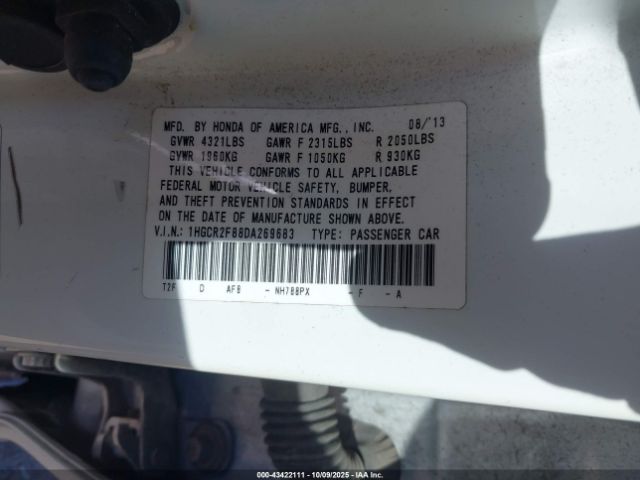 MFD. BY HONDA OF AMERICA MFG., INC. 08/'13
GVWR 4321LBS GAWR F 2315LBS R 2050LBS
GVWR 1960KG GAWR F 1050KG R 930KG
THIS VEHICLE CONFORMS TO ALL APPLICABLE
FEDERAL MOTOR VEHICLE SAFETY, BUMPER,
AND THEFT PREVENTION STANDARDS IN EFFECT
ON THE DATE OF MANUFACTURE SHOWN ABOVE.
V.I.N.: 1HGCR2F88DA269683 TYPE: PASSENGER CAR
T2F D AF8 - NH788PX - F - A
000-43422111 - 10/09/2025 - IAAI.COM